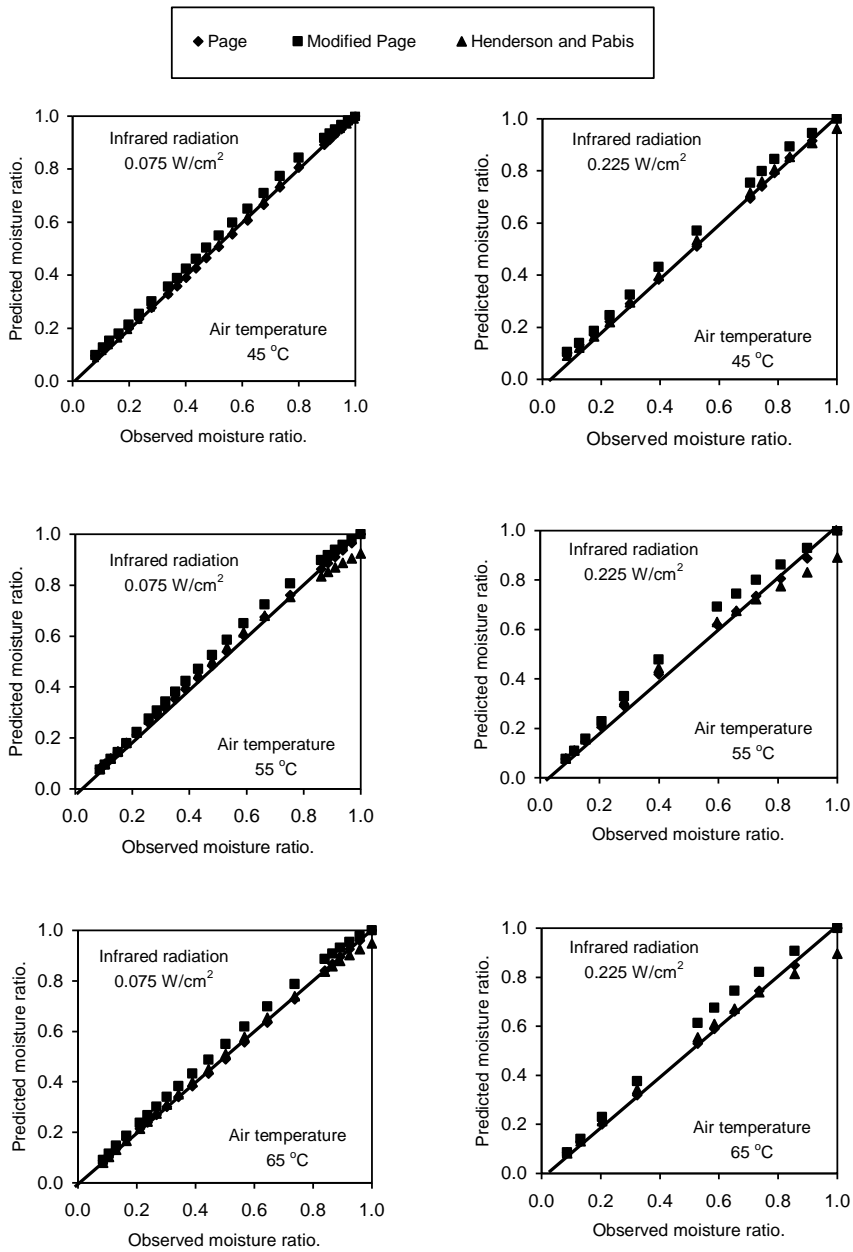 Page Modified Page Henderson and Pabis
Infrared radiation
0.075 W/cm²
Air temperature
45 °C
Predicted moisture ratio.
1.0
0.8
0.6
0.4
0.2
0.0
0.0 0.2 0.4 0.6 0.8 1.0
Observed moisture ratio.
Infrared radiation
0.225 W/cm²
Air temperature
45 °C
Predicted moisture ratio.
1.0
0.8
0.6
0.4
0.2
0.0
0.0 0.2 0.4 0.6 0.8 1.0
Observed moisture ratio.
Infrared radiation
0.075 W/cm²
Air temperature
55 °C
Predicted moisture ratio.
1.0
0.8
0.6
0.4
0.2
0.0
0.0 0.2 0.4 0.6 0.8 1.0
Observed moisture ratio.
Infrared radiation
0.225 W/cm²
Air temperature
55 °C
Predicted moisture ratio.
1.0
0.8
0.6
0.4
0.2
0.0
0.0 0.2 0.4 0.6 0.8 1.0
Observed moisture ratio.
Infrared radiation
0.075 W/cm²
Air temperature
65 °C
Predicted moisture ratio.
1.0
0.8
0.6
0.4
0.2
0.0
0.0 0.2 0.4 0.6 0.8 1.0
Observed moisture ratio.
Infrared radiation
0.225 W/cm²
Air temperature
65 °C
Predicted moisture ratio.
1.0
0.8
0.6
0.4
0.2
0.0
0.0 0.2 0.4 0.6 0.8 1.0
Observed moisture ratio.